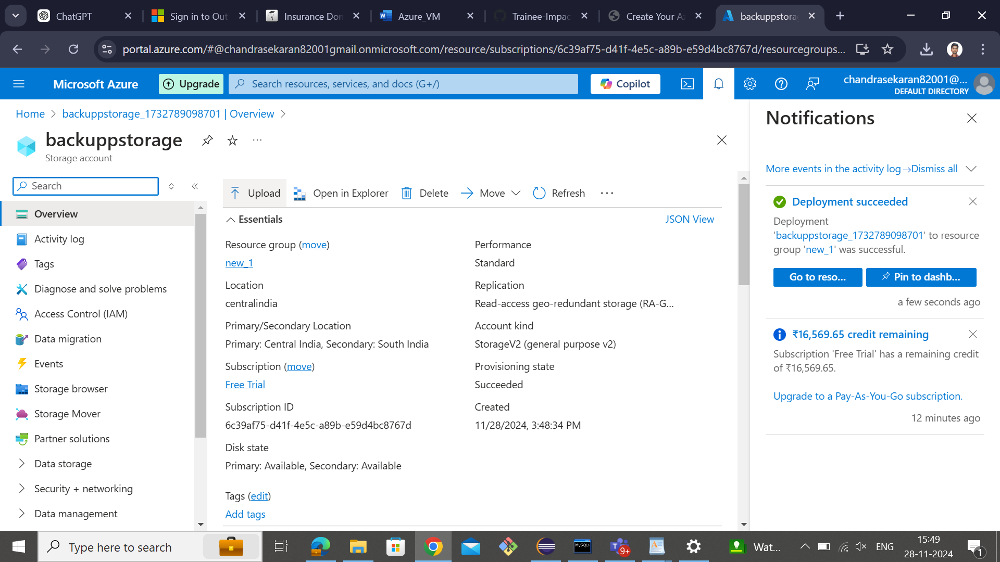 ChatGPT
Sign in to Out
Insurance Don
Azure_VM
Trainee-Impac
Create Your A
backuppstora
portal.azure.com/#@chandrasekaran82001gmail.onmicrosoft.com/resource/subscriptions/6c39af75-d41f-4e5c-a89b-e59d4bc8767d/resourcegroups...
Microsoft Azure
Upgrade
Search resources, services, and docs (G+/)
Copilot
chandrasekaran82001@...
DEFAULT DIRECTORY
Home > backuppstorage_1732789098701 | Overview >
backuppstorage
...
Storage account
Search
Overview
Activity log
Tags
Diagnose and solve problems
Access Control (IAM)
Data migration
Events
Storage browser
Storage Mover
Partner solutions
Data storage
Security + networking
Data management
Upload
Open in Explorer
Delete
Move
Refresh
...
Essentials
JSON View
Resource group (move)
new_1
Location
centralindia
Primary/Secondary Location
Primary: Central India, Secondary: South India
Subscription (move)
Free Trial
Subscription ID
6c39af75-d41f-4e5c-a89b-e59d4bc8767d
Disk state
Primary: Available, Secondary: Available
Tags (edit)
Add tags
Performance
Standard
Replication
Read-access geo-redundant storage (RA-G...
Account kind
StorageV2 (general purpose v2)
Provisioning state
Succeeded
Created
11/28/2024, 3:48:34 PM
Notifications
More events in the activity log →
Dismiss all
Deployment succeeded
Deployment
'backuppstorage_1732789098701' to resource
group 'new_1' was successful.
Go to reso...
Pin to dashb...
a few seconds ago
₹16,569.65 credit remaining
Subscription 'Free Trial' has a remaining credit
of ₹16,569.65.
Upgrade to a Pay-As-You-Go subscription.
12 minutes ago
Type here to search
MySQL
T
9+
Wat...
ENG
15:49
28-11-2024
1